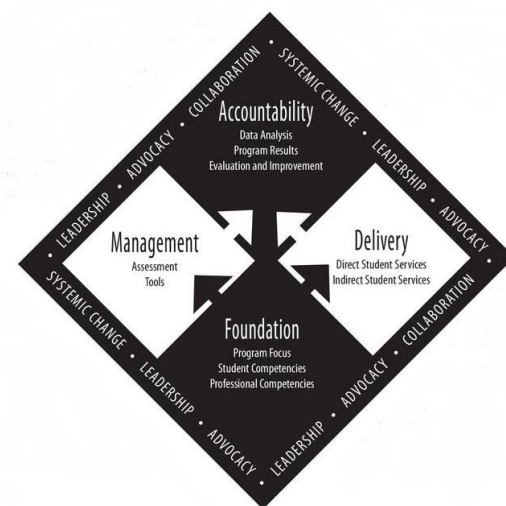 LEADERSHIP • ADVOCACY • COLLABORATION •
SYSTEMIC CHANGE • LEADERSHIP • ADVOCACY •
Accountability
Data Analysis
Program Results
Evaluation and Improvement
Management
Assessment
Tools
Delivery
Direct Student Services
Indirect Student Services
Foundation
Program Focus
Student Competencies
Professional Competencies
SYSTEMIC CHANGE • LEADERSHIP • ADVOCACY •
LEADERSHIP • ADVOCACY • COLLABORATION